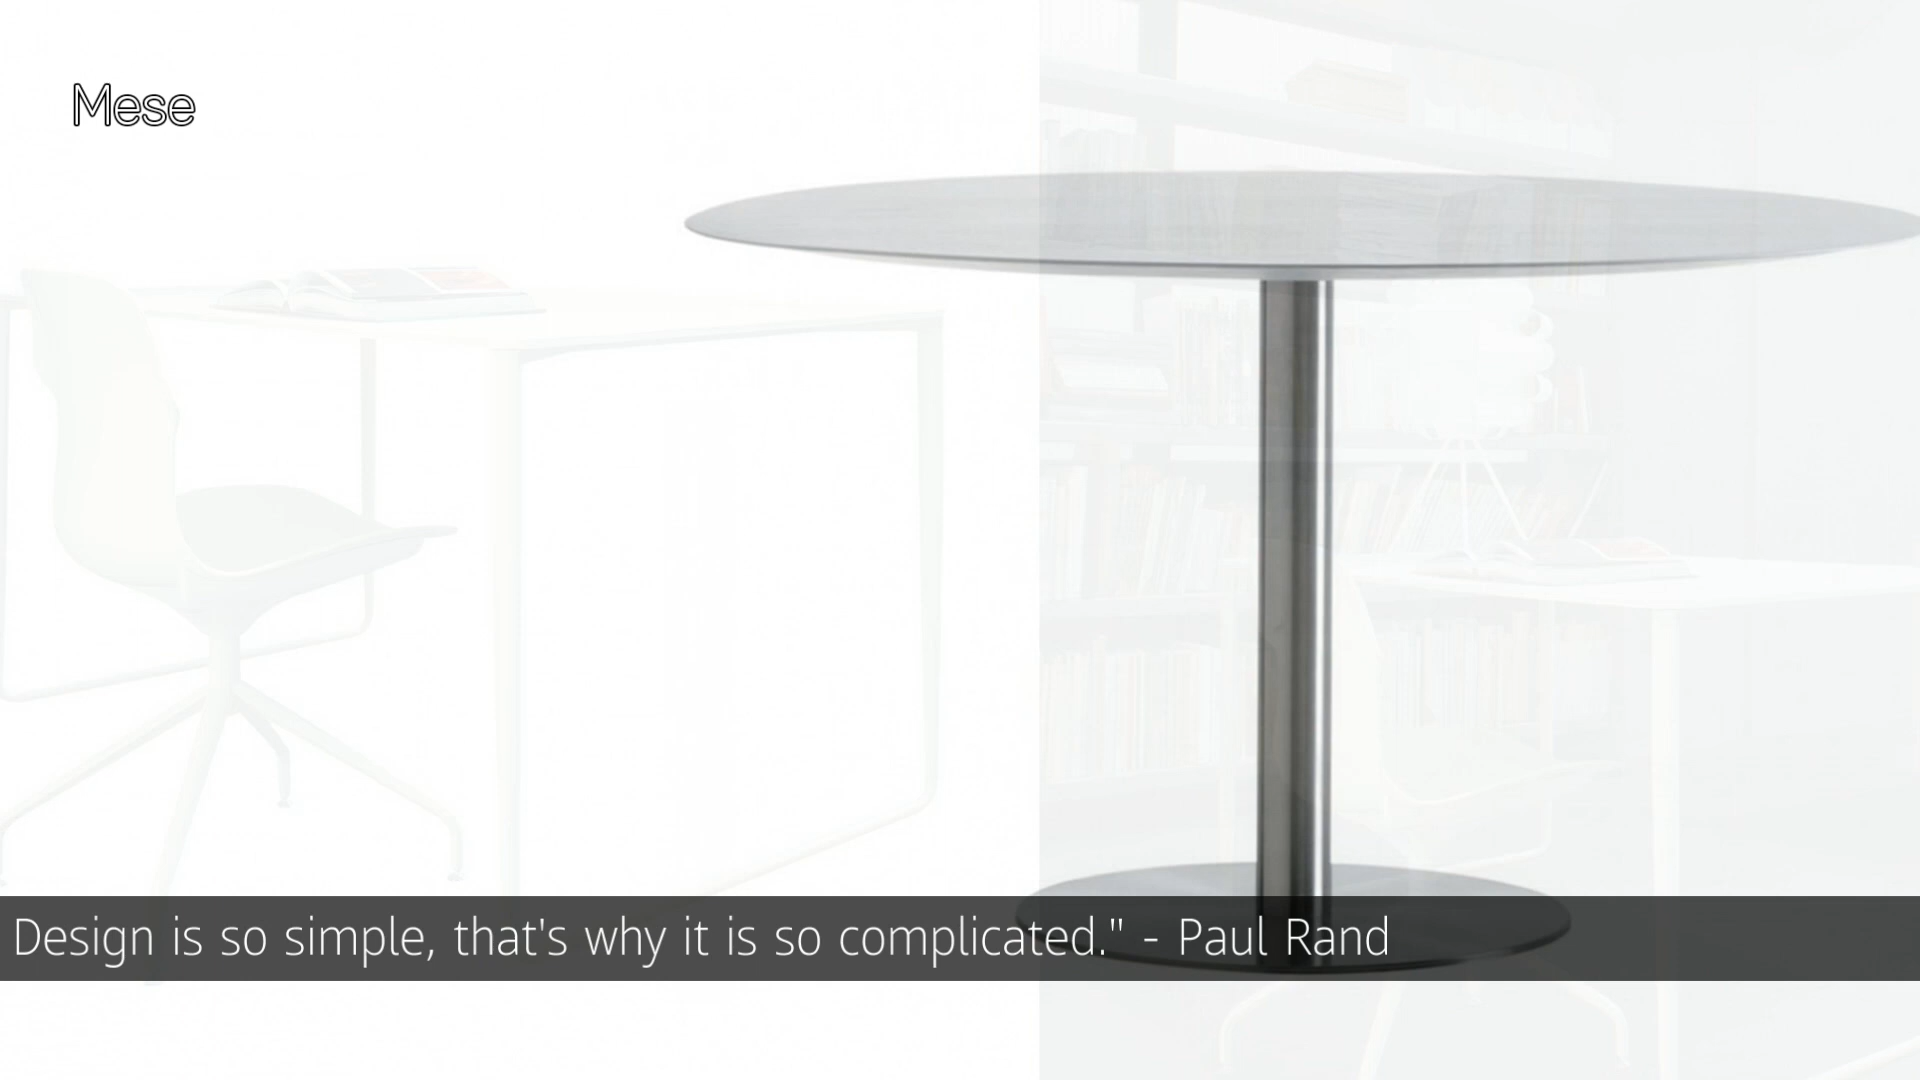 Mese
Design is so simple, that's why it is so complicated." - Paul Rand